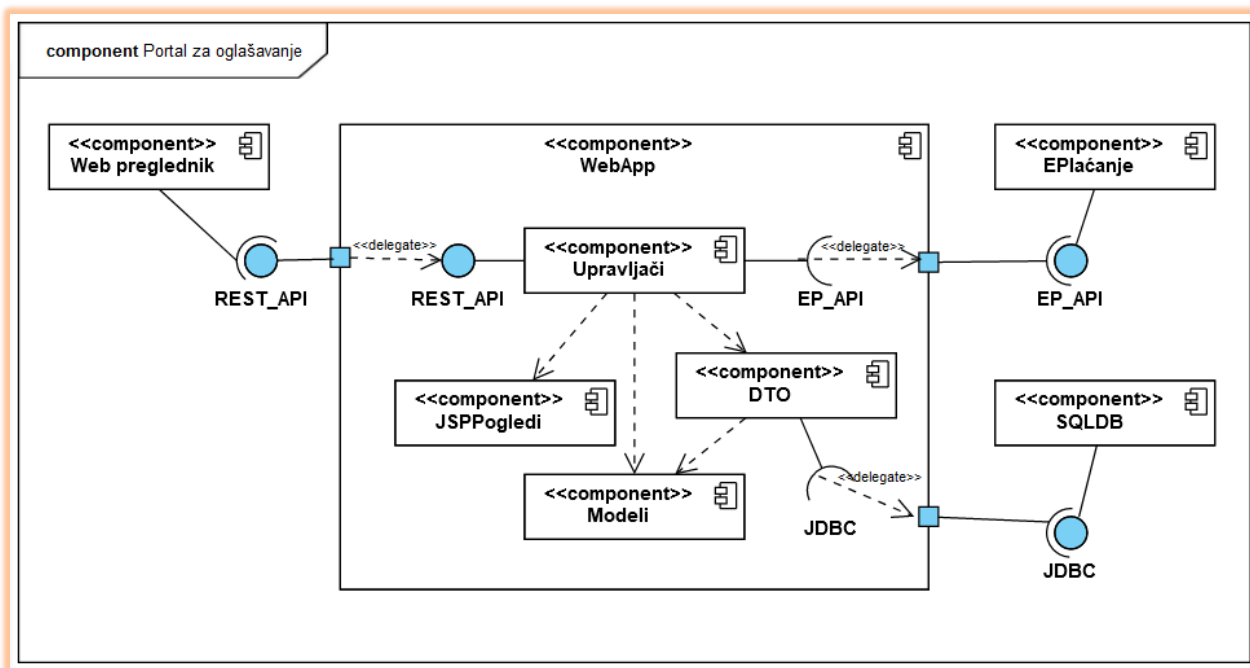 component Portal za oglašavanje
<<component>>
Web preglednik
<<component>>
WebApp
<<component>>
EPlaćanje
<<delegate>>
<<component>>
Upravljači
<<delegate>>
REST_API
REST_API
EP_API
EP_API
<<component>>
JSPPogledi
<<component>>
DTO
<<component>>
SQLDB
<<component>>
Modeli
<<delegate>>
JDBC
JDBC